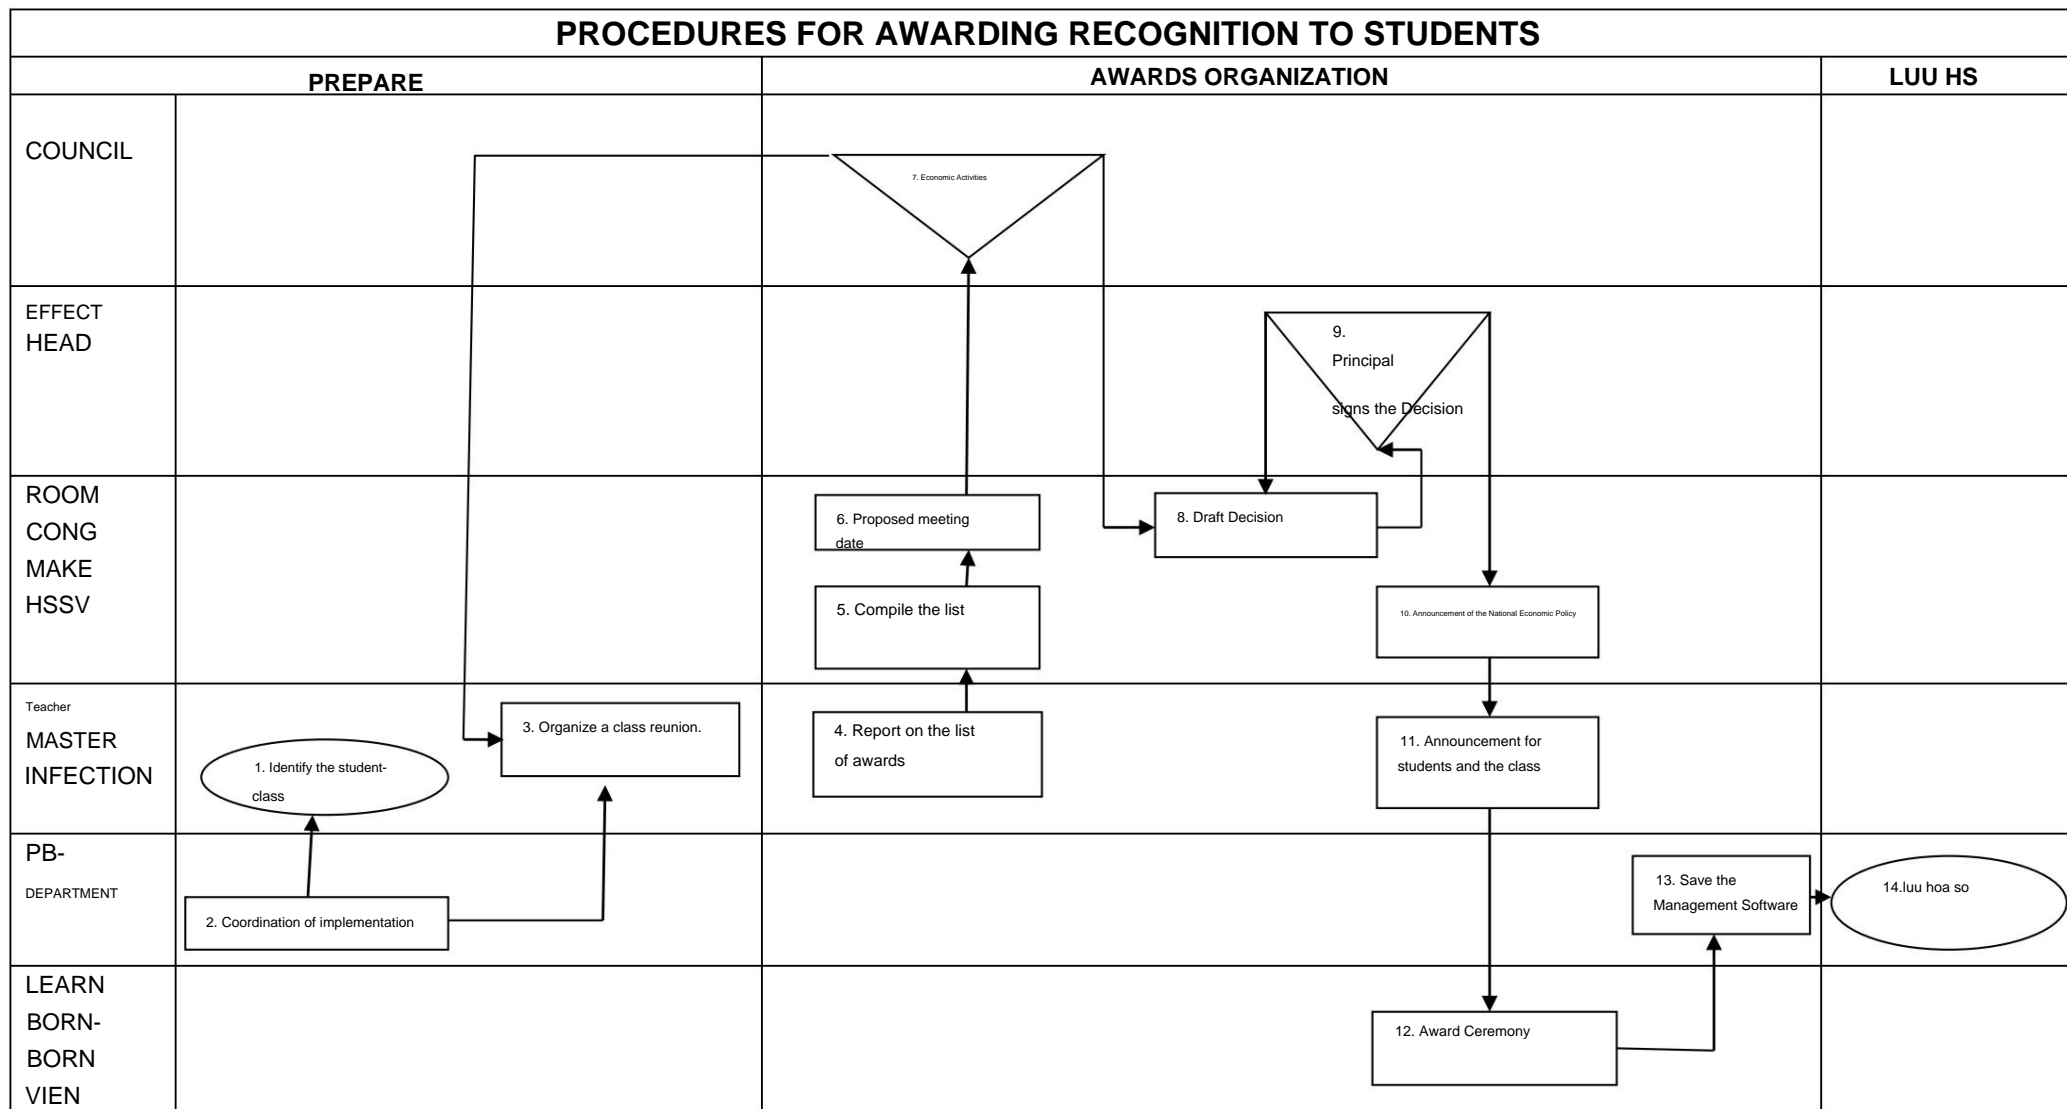 PROCEDURES FOR AWARDING RECOGNITION TO STUDENTS
PREPARE
AWARDS ORGANIZATION
LUU HS
COUNCIL
7. Economic Activities
EFFECT
HEAD
9.
Principal
signs the Decision
ROOM
CONG
MAKE
HSSV
6. Proposed meeting
date
8. Draft Decision
5. Compile the list
10. Announcement of the National Economic Policy
Teacher
MASTER
INFECTION
1. Identify the student-
class
3. Organize a class reunion.
4. Report on the list
of awards
11. Announcement for
students and the class
PB-
DEPARTMENT
2. Coordination of implementation
13. Save the
Management Software
14.luu hoa so
LEARN
BORN-
BORN
VIEN
12. Award Ceremony